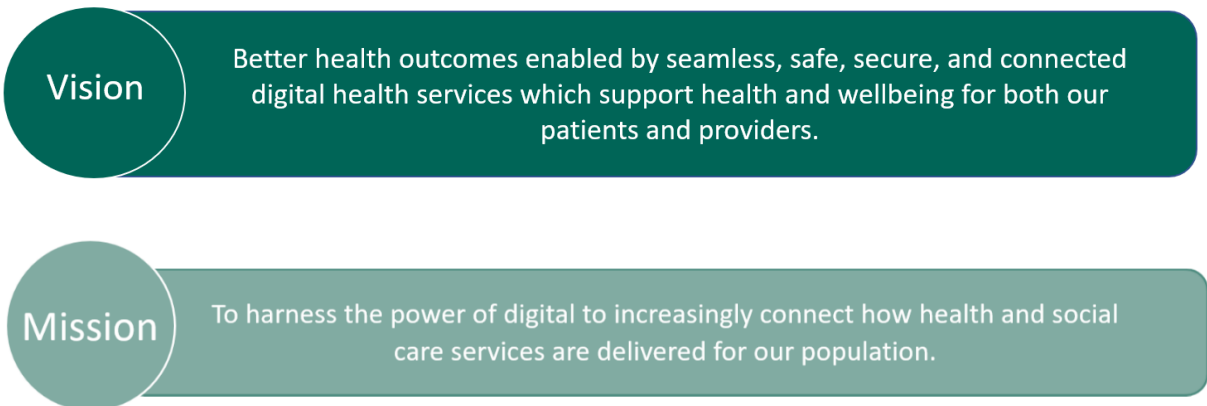 Vision
Better health outcomes enabled by seamless, safe, secure, and connected
digital health services which support health and wellbeing for both our
patients and providers.
Mission
To harness the power of digital to increasingly connect how health and social
care services are delivered for our population.